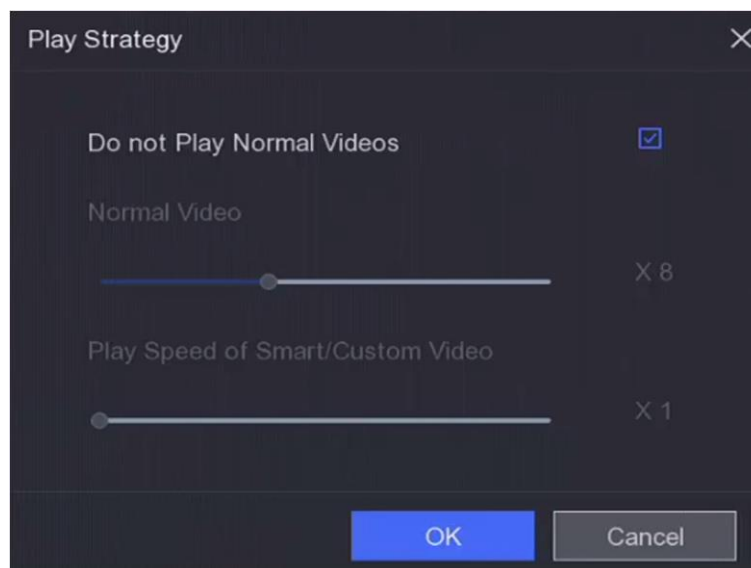 Play Strategy
Do not Play Normal Videos
Normal Video
X 8
Play Speed of Smart/Custom Video
X 1
OK
Cancel